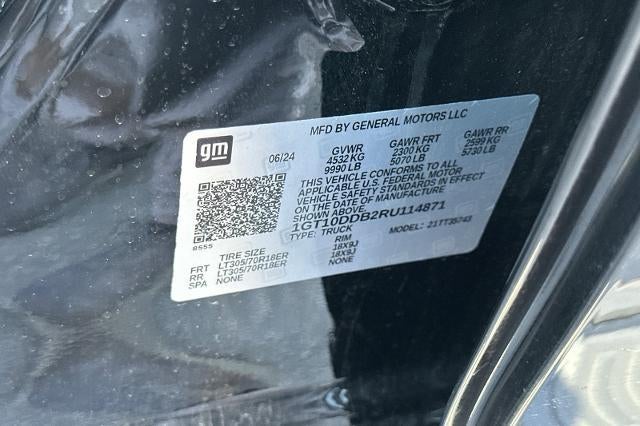 gm
MFD BY GENERAL MOTORS LLC
06/24
GVWR GAWR FRT GAWR RR
4532 KG 2300 KG 2599 KG
9990 LB 5070 LB 5730 LB
THIS VEHICLE CONFORMS TO ALL
APPLICABLE U.S. FEDERAL MOTOR
VEHICLE SAFETY STANDARDS IN EFFECT
ON THE DATE OF MANUFACTURE
SHOWN ABOVE.
1GT10DDB2RU114871
TYPE: TRUCK MODEL: 21TT35743
8555
TIRE SIZE RIM
FRT LT305/70R18ER 18X9J
RR LT305/70R18ER 18X9J
SPA NONE NONE